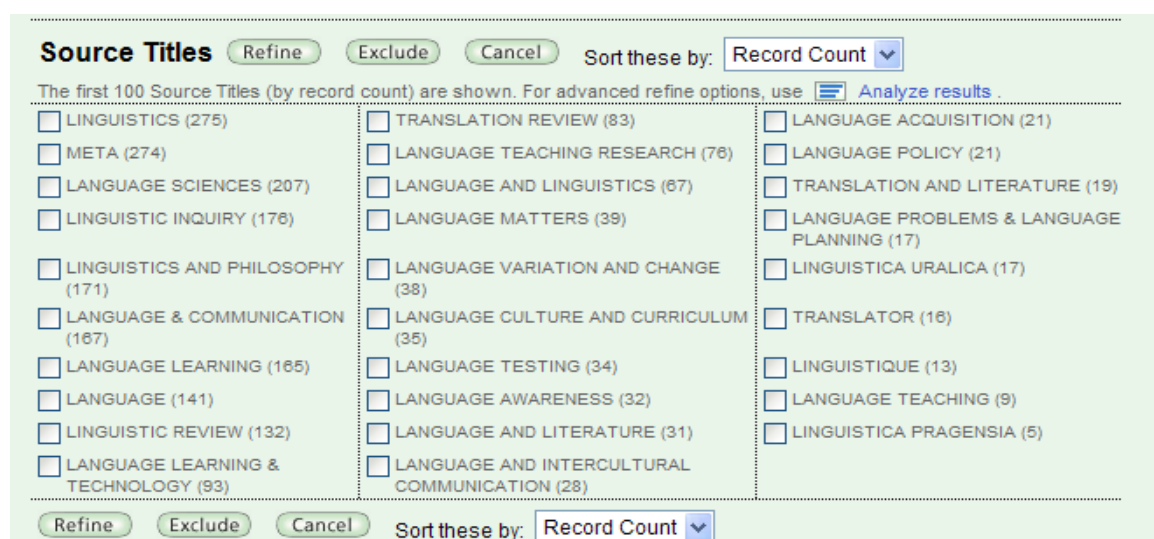 Source Titles Refine Exclude Cancel Sort these by: Record Count
The first 100 Source Titles (by record count) are shown. For advanced refine options, use Analyze results .
LINGUISTICS (275)
META (274)
LANGUAGE SCIENCES (207)
LINGUISTIC INQUIRY (176)
LINGUISTICS AND PHILOSOPHY
(171)
LANGUAGE & COMMUNICATION
(167)
LANGUAGE LEARNING (165)
LANGUAGE (141)
LINGUISTIC REVIEW (132)
LANGUAGE LEARNING &
TECHNOLOGY (93)
TRANSLATION REVIEW (83)
LANGUAGE TEACHING RESEARCH (76)
LANGUAGE AND LINGUISTICS (67)
LANGUAGE MATTERS (39)
LANGUAGE VARIATION AND CHANGE
(38)
LANGUAGE CULTURE AND CURRICULUM
(35)
LANGUAGE TESTING (34)
LANGUAGE AWARENESS (32)
LANGUAGE AND LITERATURE (31)
LANGUAGE AND INTERCULTURAL
COMMUNICATION (28)
LANGUAGE ACQUISITION (21)
LANGUAGE POLICY (21)
TRANSLATION AND LITERATURE (19)
LANGUAGE PROBLEMS & LANGUAGE
PLANNING (17)
LINGUISTICA URALICA (17)
TRANSLATOR (16)
LINGUISTIQUE (13)
LANGUAGE TEACHING (9)
LINGUISTICA PRAGENSIA (5)
Refine Exclude Cancel Sort these by: Record Count